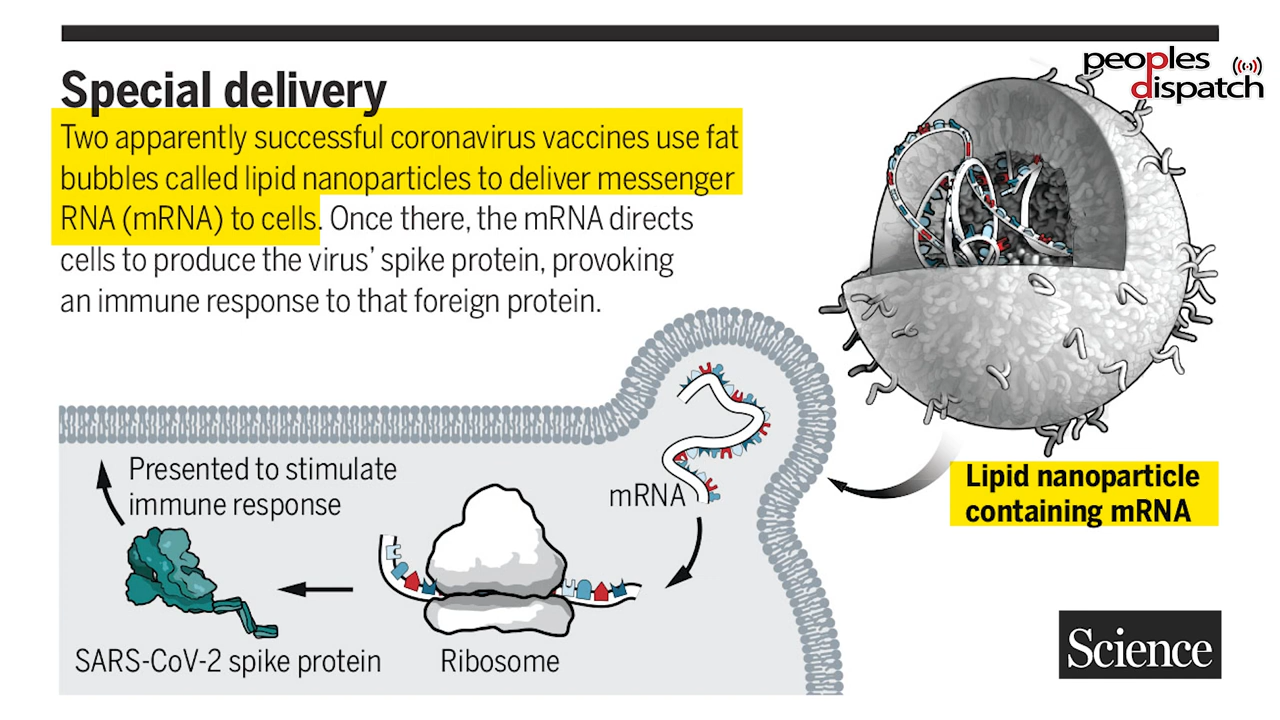 peoples
dispatch
Special delivery
Two apparently successful coronavirus vaccines use fat
bubbles called lipid nanoparticles to deliver messenger
RNA (mRNA) to cells. Once there, the mRNA directs
cells to produce the virus’ spike protein, provoking
an immune response to that foreign protein.
Presented to stimulate
immune response
mRNA
Lipid nanoparticle
containing mRNA
SARS-CoV-2 spike protein
Ribosome
Science